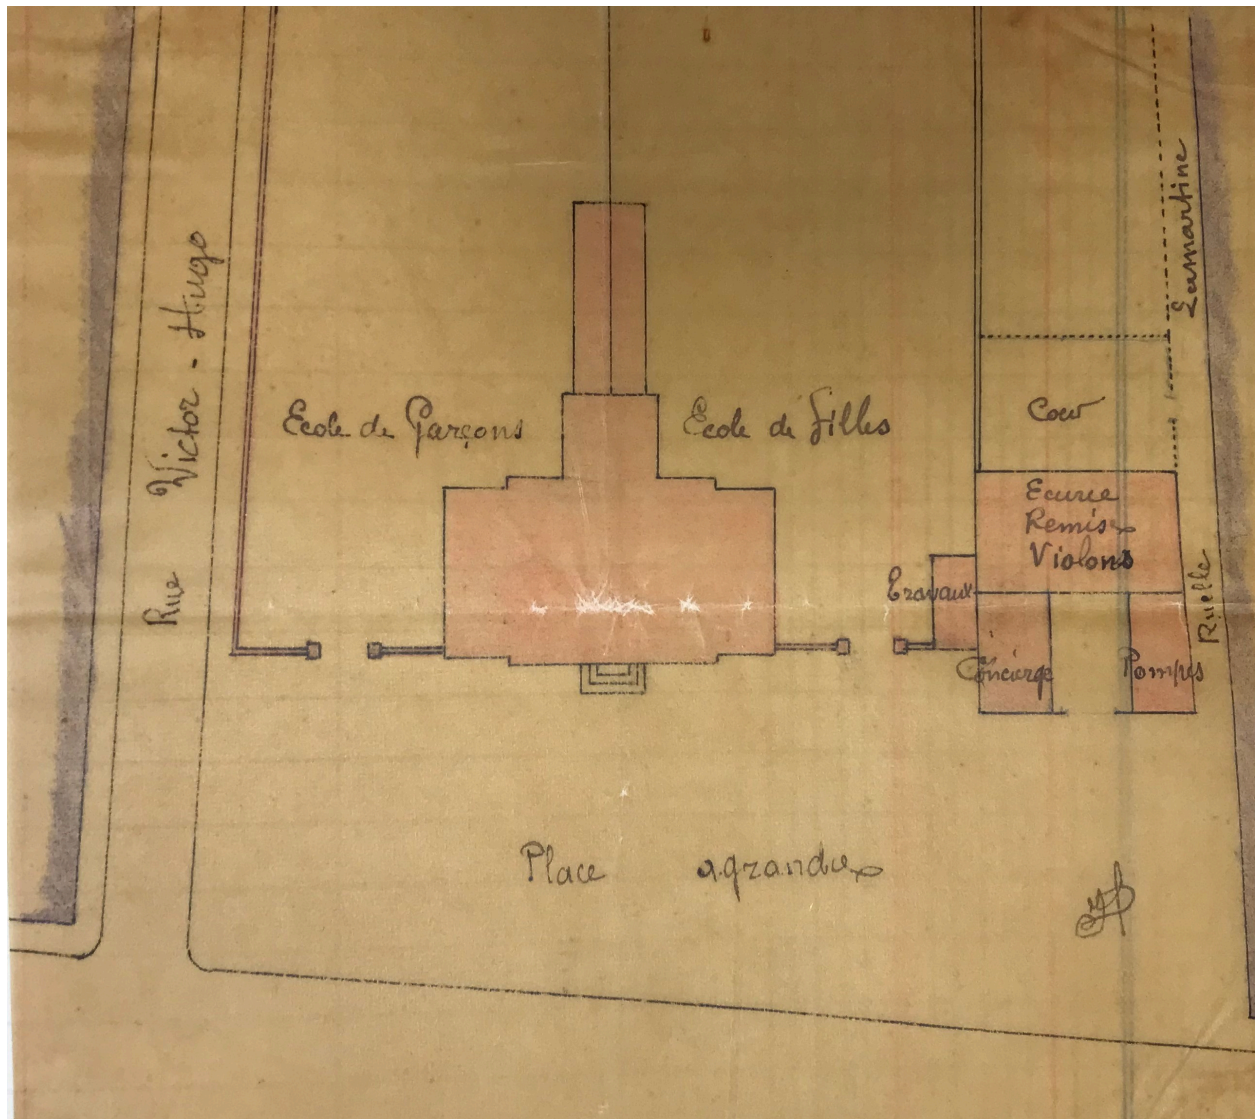 Rue Victor-Hugo
Ecole de Garçons
Ecole de Filles
Cour
Ecurie
Remise
Violons
Travaux
Concierge
Pompes
Ruelle Lamartine
Place agrandie